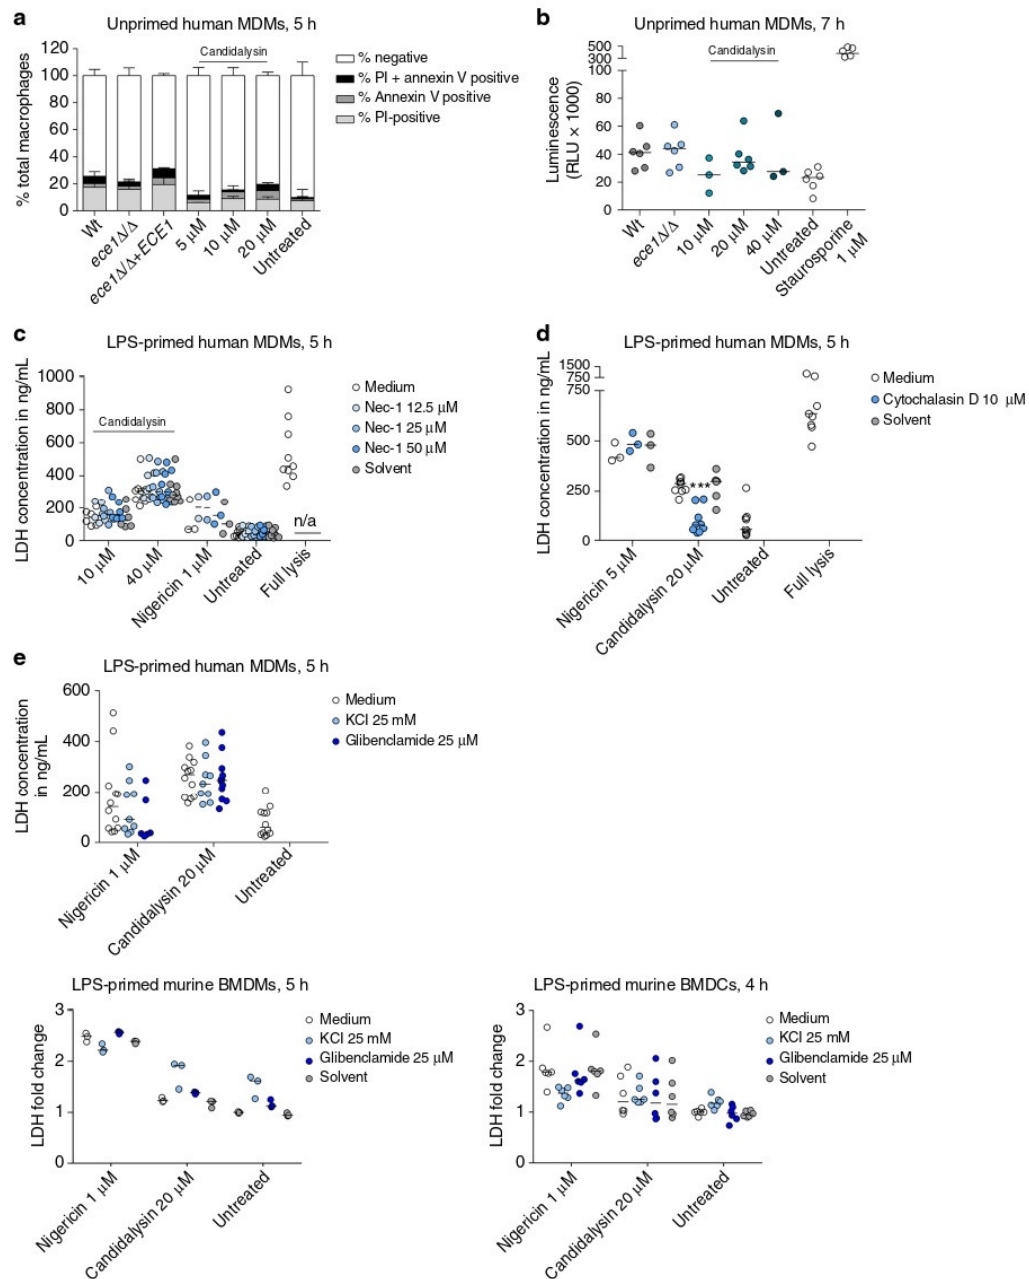 a
Unprimed human MDMs, 5 h
Candidalysin
% total macrophages
120
100
80
60
40
20
0
% negative
% PI + annexin V positive
% Annexin V positive
% PI-positive
Wt
ece1Δ/Δ
ece1Δ/Δ+ECE1
5 µM
10 µM
20 µM
Untreated
b
Unprimed human MDMs, 7 h
Candidalysin
Luminescence
(RLU × 1000)
500
300
100
80
60
40
20
0
Wt
ece1Δ/Δ
10 µM
20 µM
40 µM
Untreated
Staurosporine
1 µM
c
LPS-primed human MDMs, 5 h
LDH concentration in ng/mL
1000
800
600
400
200
0
Candidalysin
n/a
Medium
Nec-1 12.5 µM
Nec-1 25 µM
Nec-1 50 µM
Solvent
10 µM
40 µM
Nigericin 1 µM
Untreated
Full lysis
d
LPS-primed human MDMs, 5 h
LDH concentration in ng/mL
1500
750
750
500
250
0
***
Medium
Cytochalasin D 10 µM
Solvent
Nigericin 5 µM
Candidalysin 20 µM
Untreated
Full lysis
e
LPS-primed human MDMs, 5 h
LDH concentration
in ng/mL
600
400
200
0
Medium
KCl 25 mM
Glibenclamide 25 µM
Nigericin 1 µM
Candidalysin 20 µM
Untreated
LPS-primed murine BMDMs, 5 h
LDH fold change
3
2
1
0
Medium
KCl 25 mM
Glibenclamide 25 µM
Solvent
Nigericin 1 µM
Candidalysin 20 µM
Untreated
LPS-primed murine BMDCs, 4 h
LDH fold change
3
2
1
0
Medium
KCl 25 mM
Glibenclamide 25 µM
Solvent
Nigericin 1 µM
Candidalysin 20 µM
Untreated